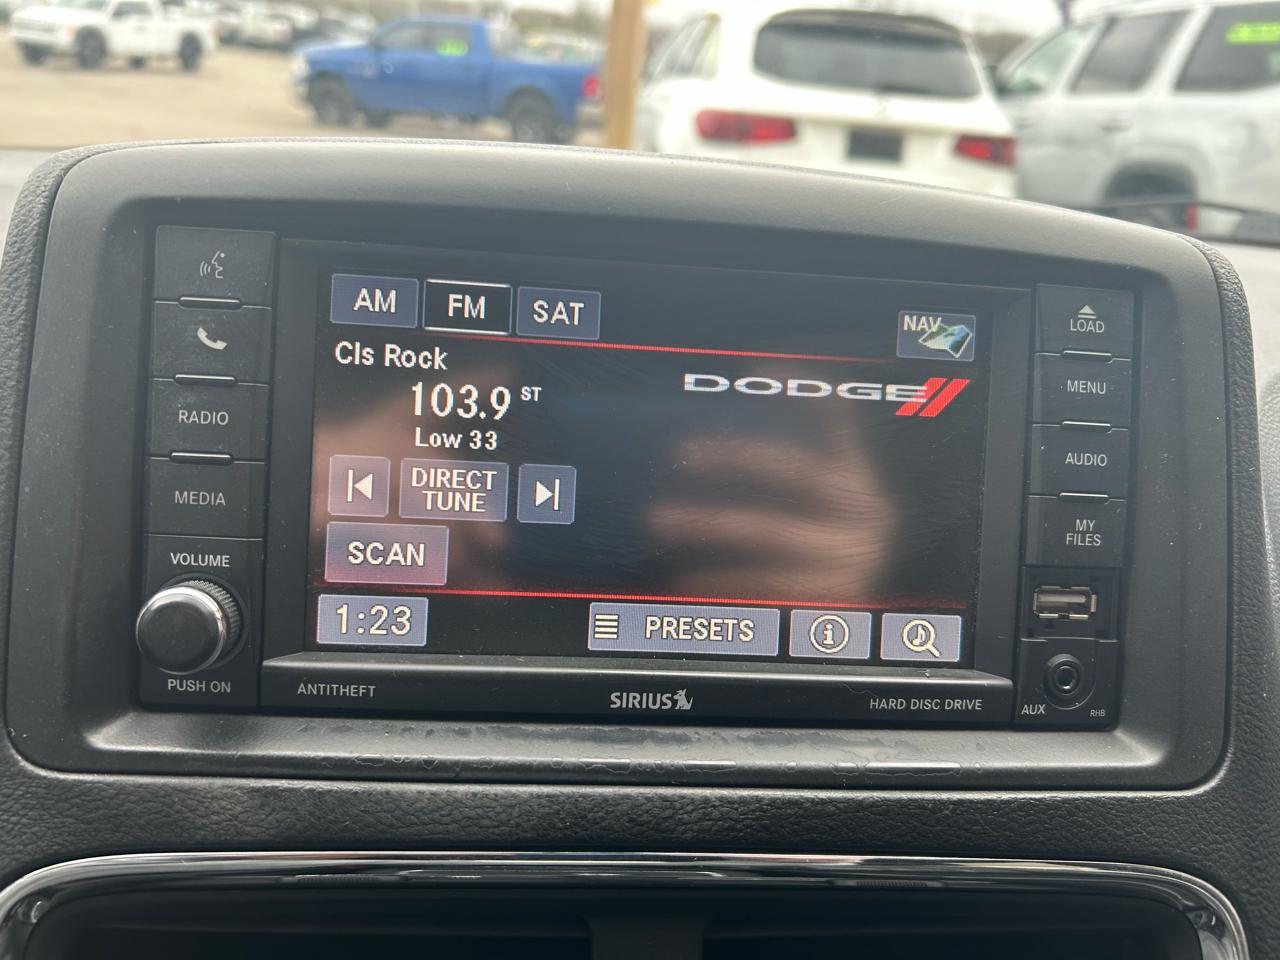 AM
FM
SAT
NAV
Cls Rock
103.9 ST
Low 33
DODGE
DIRECT
TUNE
SCAN
1:23
PRESETS
i
RADIO
MEDIA
VOLUME
PUSH ON
LOAD
MENU
AUDIO
MY
FILES
AUX
RHB
ANTITHEFT
SIRIUS
HARD DISC DRIVE